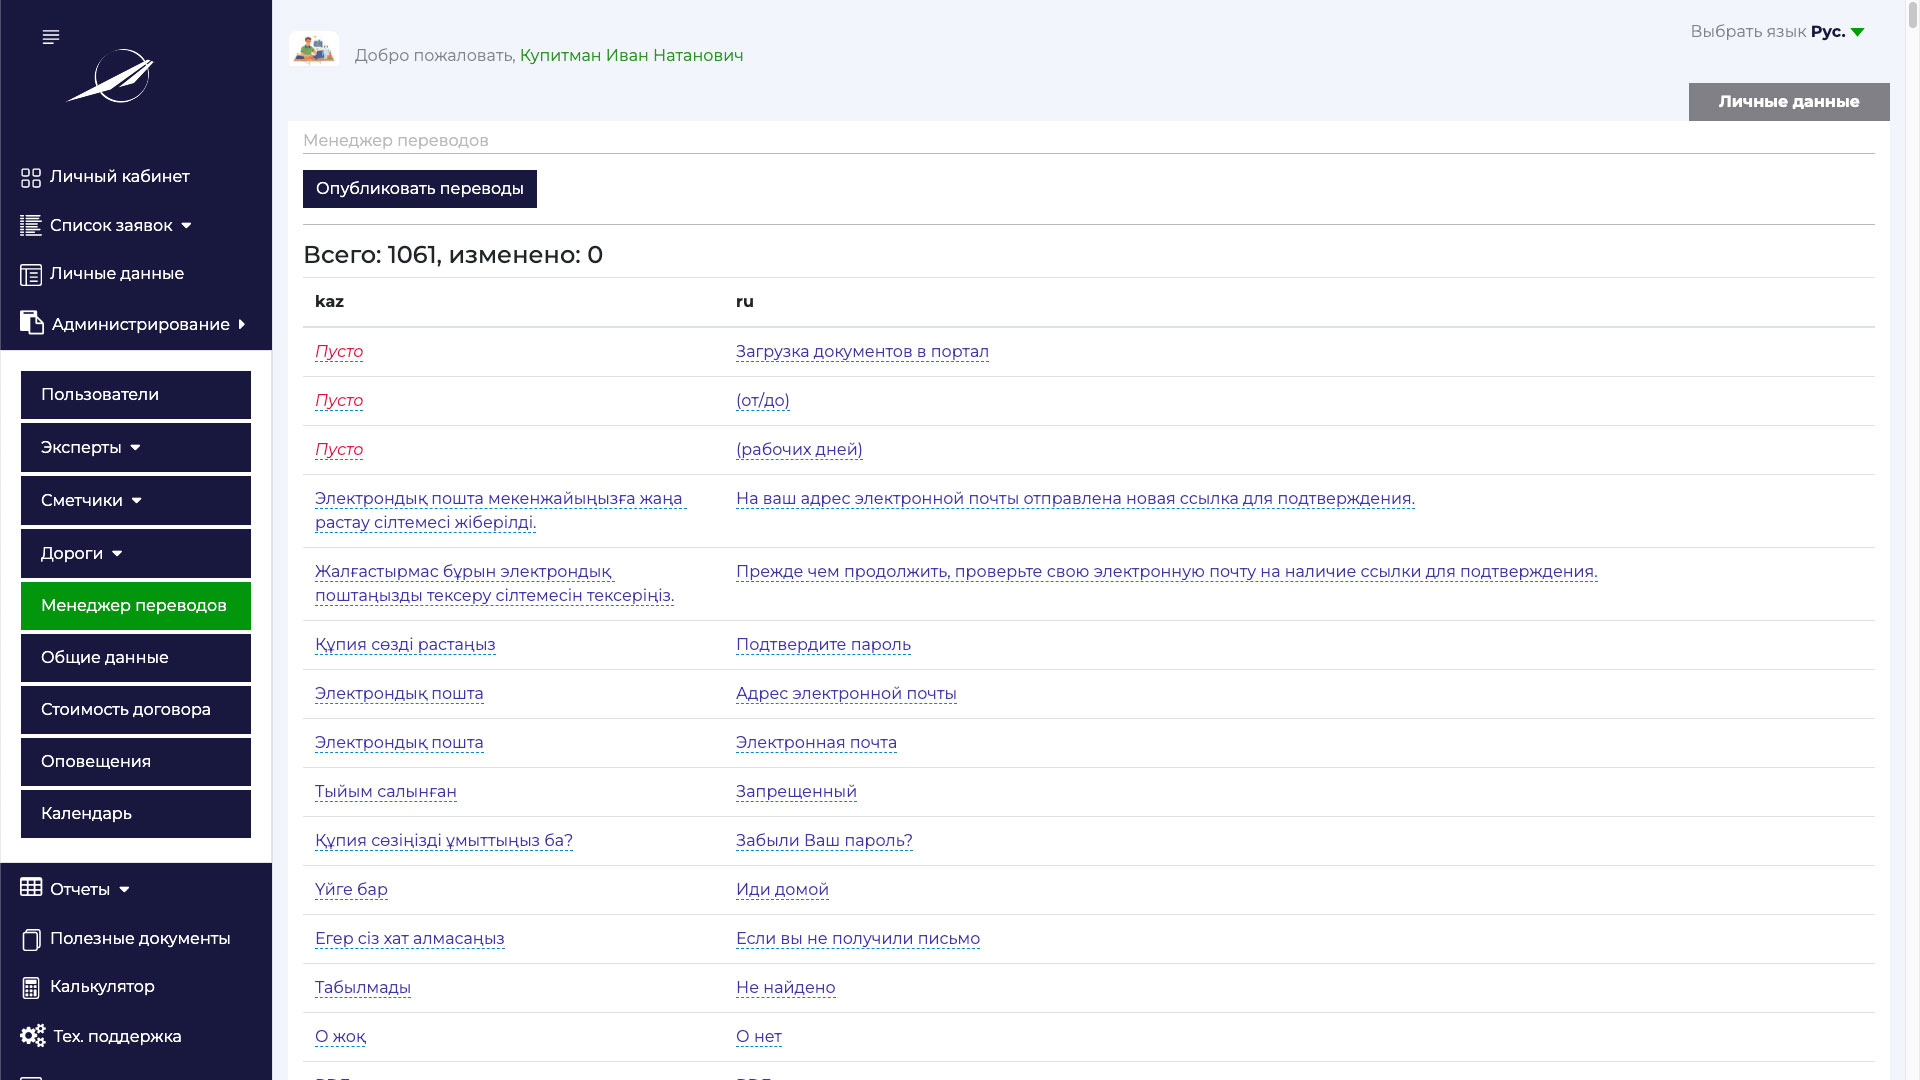 Добро пожаловать, Купитман Иван Натанович
Выбрать язык Рус.
Личные данные
Личный кабинет
Список заявок
Личные данные
Администрирование
Пользователи
Эксперты
Сметчики
Дороги
Менеджер переводов
Общие данные
Стоимость договора
Оповещения
Календарь
Отчеты
Полезные документы
Калькулятор
Тех. поддержка
Менеджер переводов
Опубликовать переводы
Всего: 1061, изменено: 0
kaz ru
Пусто Загрузка документов в портал
Пусто (от/до)
Пусто (рабочих дней)
Электрондық пошта мекенжайыңызға жаңа На ваш адрес электронной почты отправлена новая ссылка для подтверждения.
растау сілтемесі жіберілді.
Жалғастырмас бұрын электрондық Прежде чем продолжить, проверьте свою электронную почту на наличие ссылки для подтверждения.
поштаңызды тексеру сілтемесін тексеріңіз.
Құпия сөзді растаңыз Подтвердите пароль
Электрондық пошта Адрес электронной почты
Электрондық пошта Электронная почта
Тыйым салынған Запрещенный
Құпия сөзіңізді ұмыттыңыз ба? Забыли Ваш пароль?
Үйге бар Иди домой
Егер сіз хат алмасаңыз Если вы не получили письмо
Табылмады Не найдено
О жоқ О нет